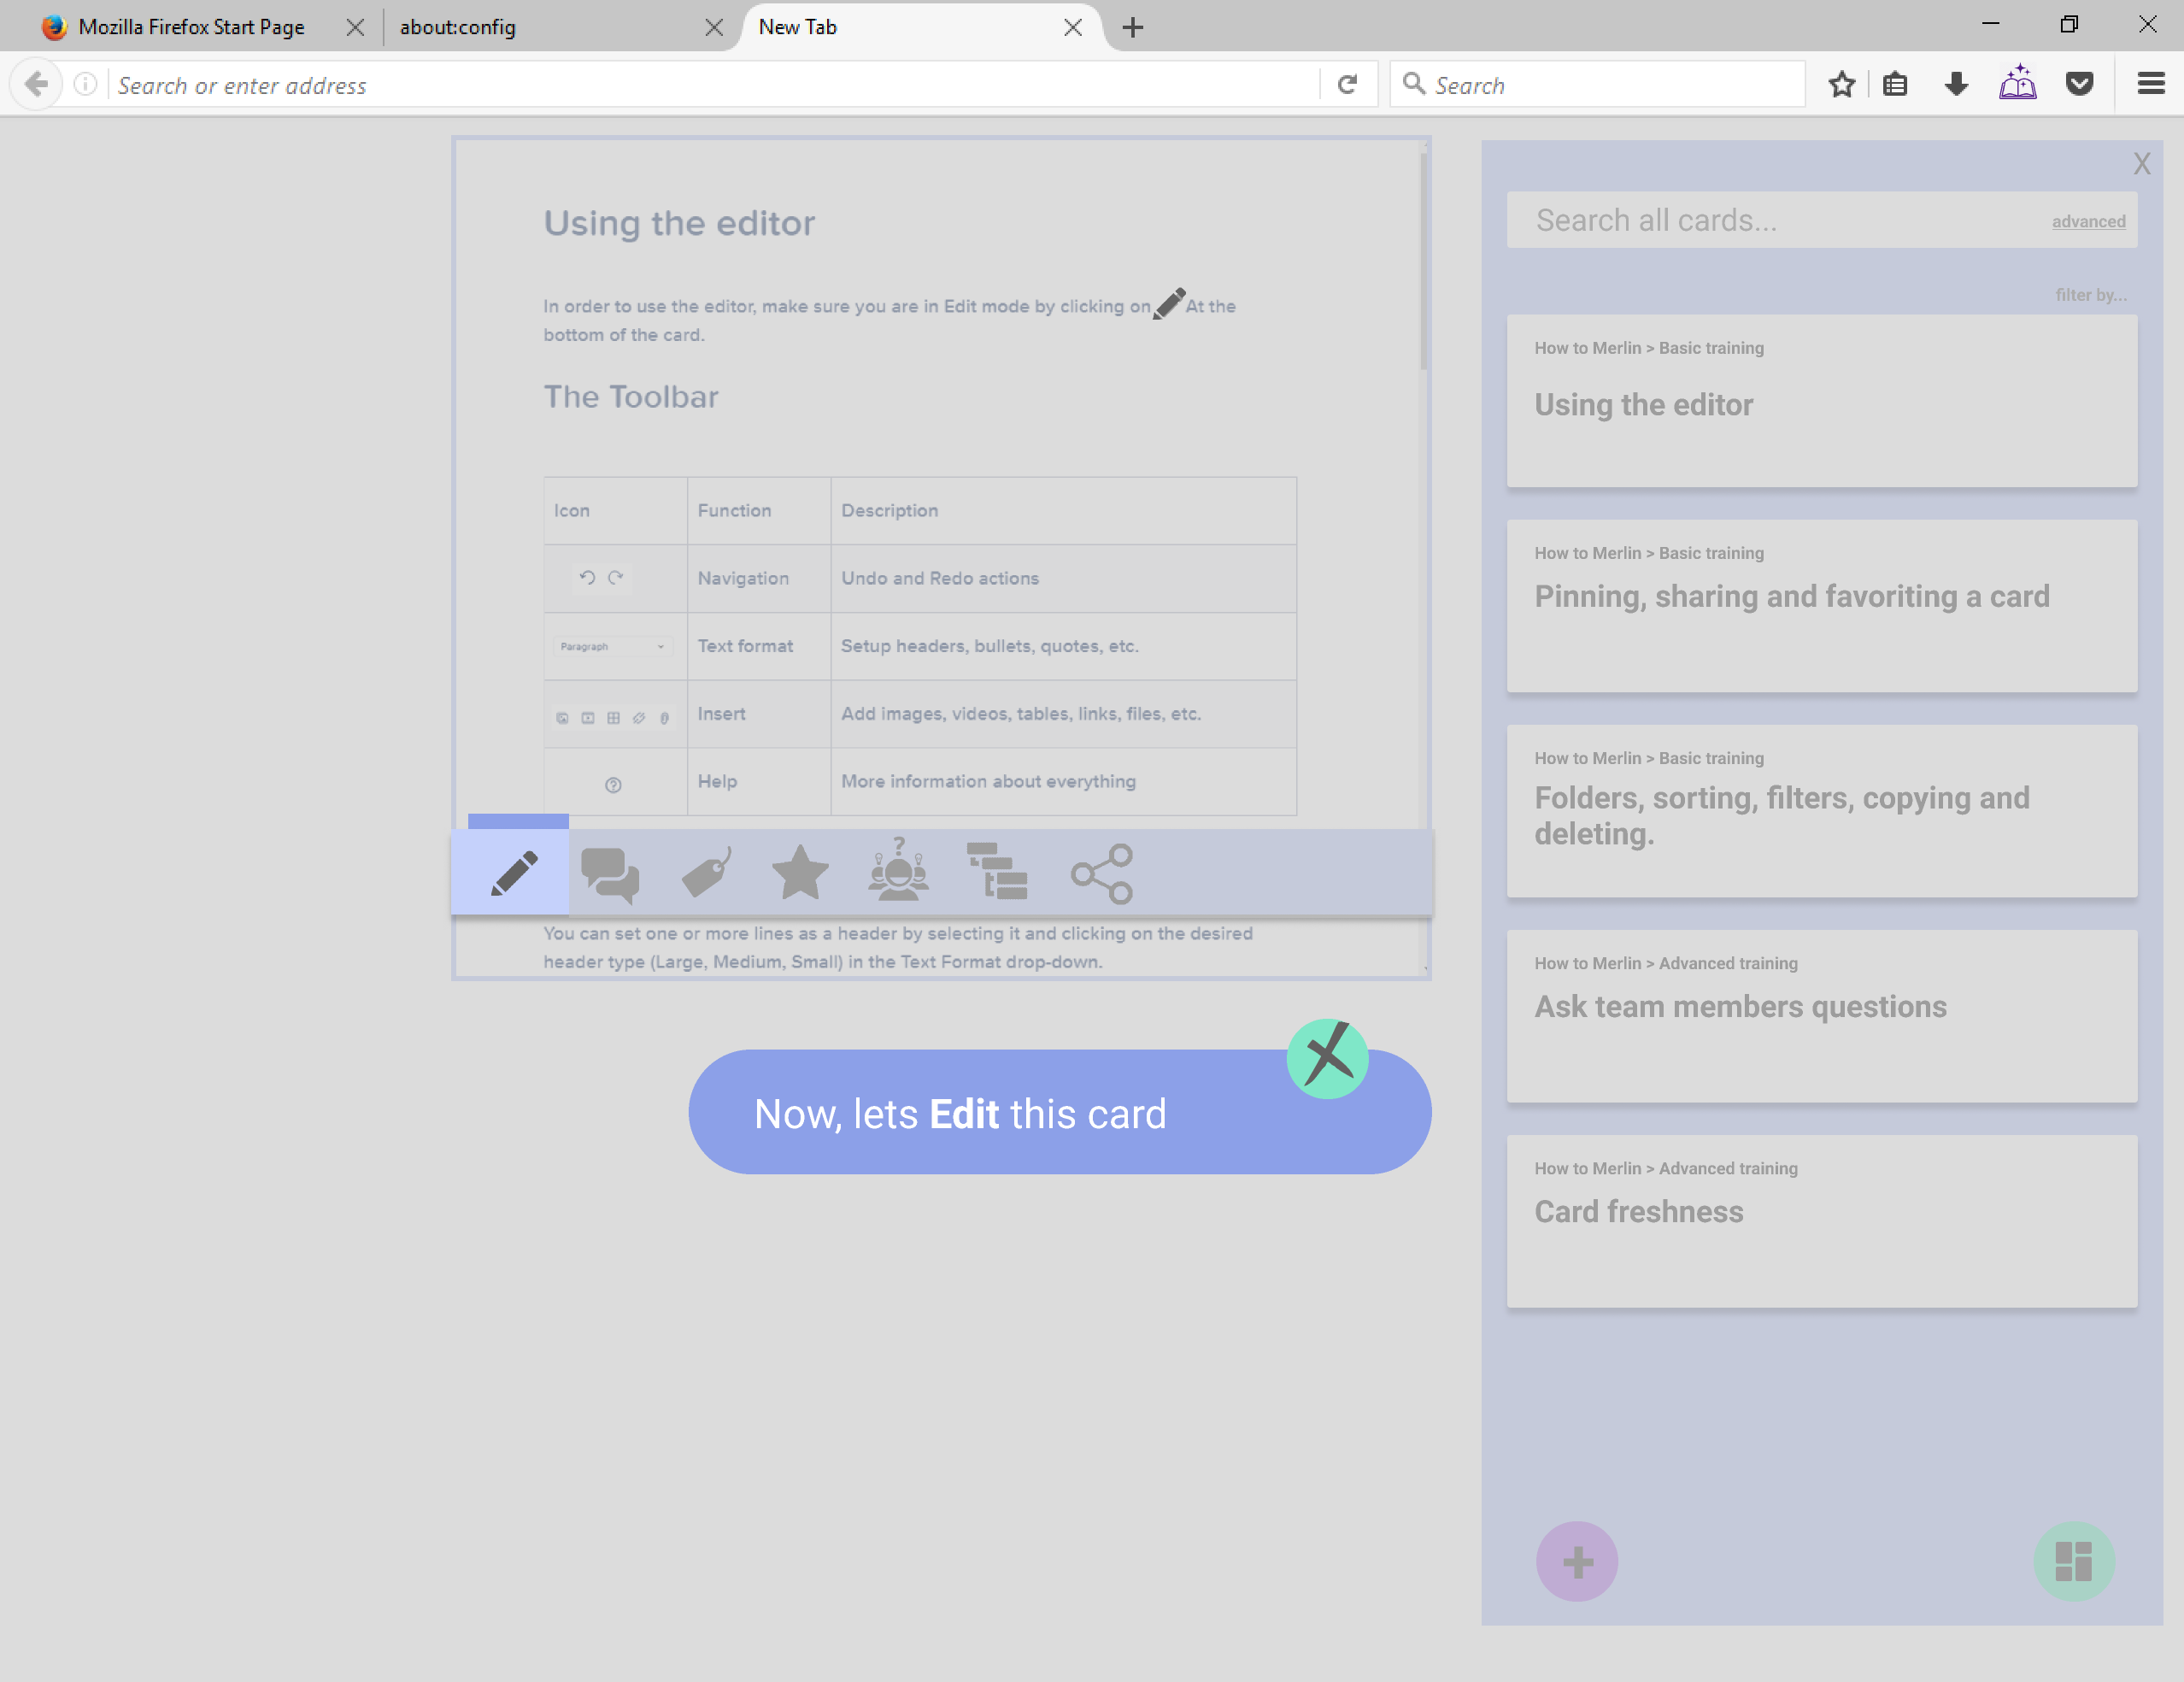 Mozilla Firefox Start Page
about:config
New Tab
Search or enter address
Search
Using the editor
In order to use the editor, make sure you are in Edit mode by clicking on At the
bottom of the card.
The Toolbar
Icon Function Description
Navigation Undo and Redo actions
Paragraph Text format Setup headers, bullets, quotes, etc.
Insert Add images, videos, tables, links, files, etc.
Help More information about everything
You can set one or more lines as a header by selecting it and clicking on the desired
header type (Large, Medium, Small) in the Text Format drop-down.
Now, lets Edit this card
X
Search all cards...
advanced
filter by...
How to Merlin > Basic training
Using the editor
How to Merlin > Basic training
Pinning, sharing and favoriting a card
How to Merlin > Basic training
Folders, sorting, filters, copying and
deleting.
How to Merlin > Advanced training
Ask team members questions
How to Merlin > Advanced training
Card freshness